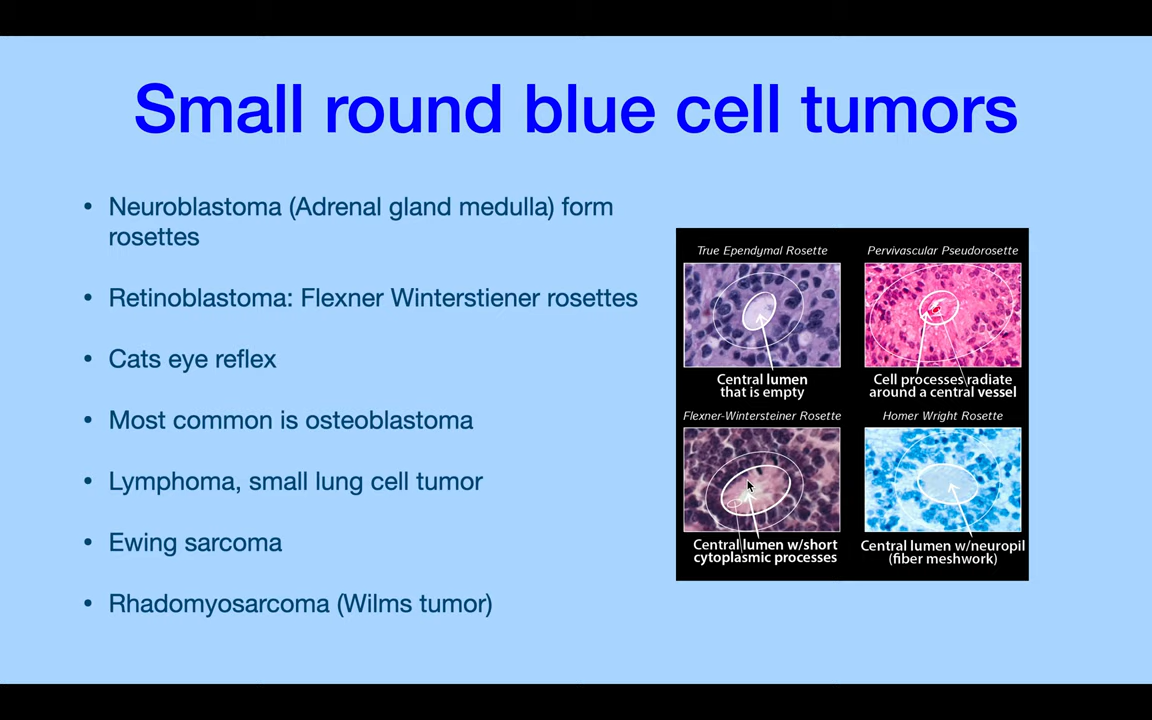 Small round blue cell tumors
• Neuroblastoma (Adrenal gland medulla) form
rosettes
• Retinoblastoma: Flexner Winterstiener rosettes
• Cats eye reflex
• Most common is osteoblastoma
• Lymphoma, small lung cell tumor
• Ewing sarcoma
• Rhadomyosarcoma (Wilms tumor)
True Ependymal Rosette
Central lumen
that is empty
Pervivascular Pseudorosette
Cell processes radiate
around a central vessel
Flexner-Wintersteiner Rosette
Central lumen w/short
cytoplasmic processes
Homer Wright Rosette
Central lumen w/neuropil
(fiber meshwork)